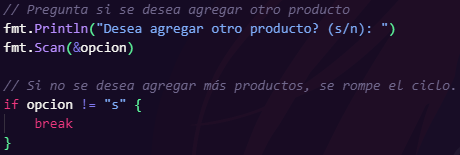 // Pregunta si se desea agregar otro producto
fmt.Println("Desea agregar otro producto? (s/n): ")
fmt.Scan(&opcion)
// Si no se desea agregar más productos, se rompe el ciclo.
if opcion != "s" {
break
}